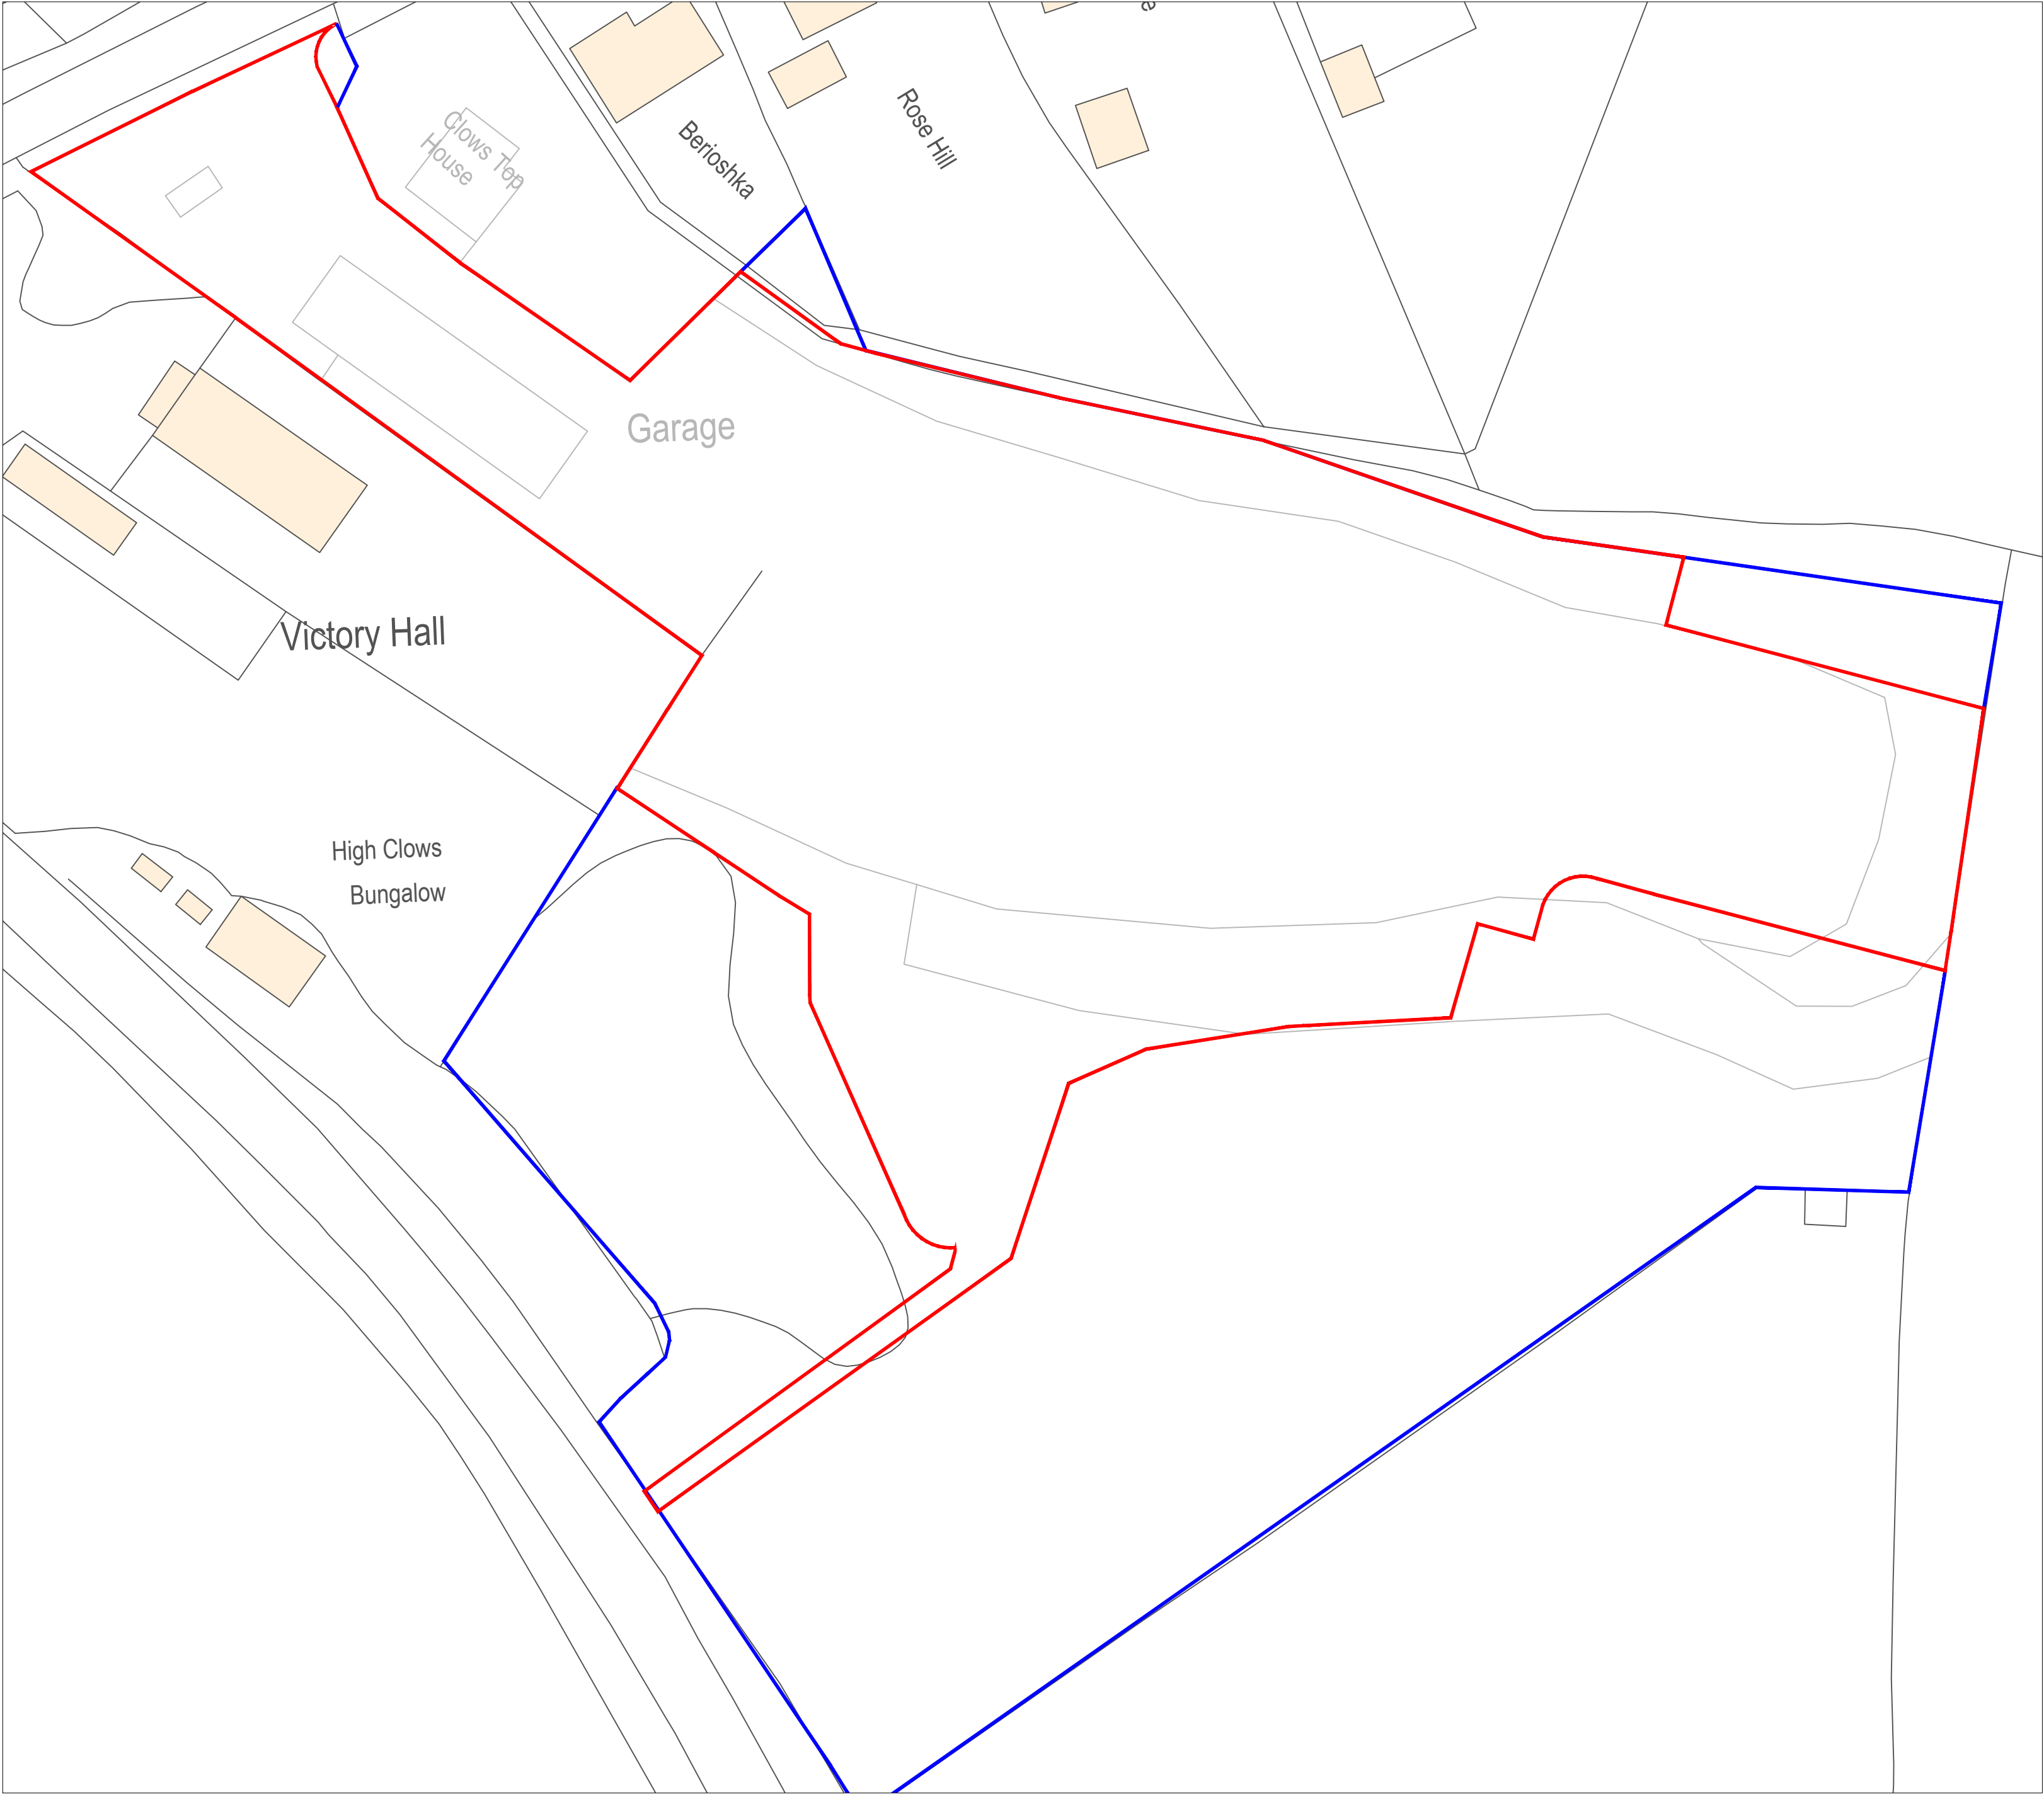 e
Clows Top
House
Berioshka
Rose Hill
Garage
Victory Hall
High Clows
Bungalow